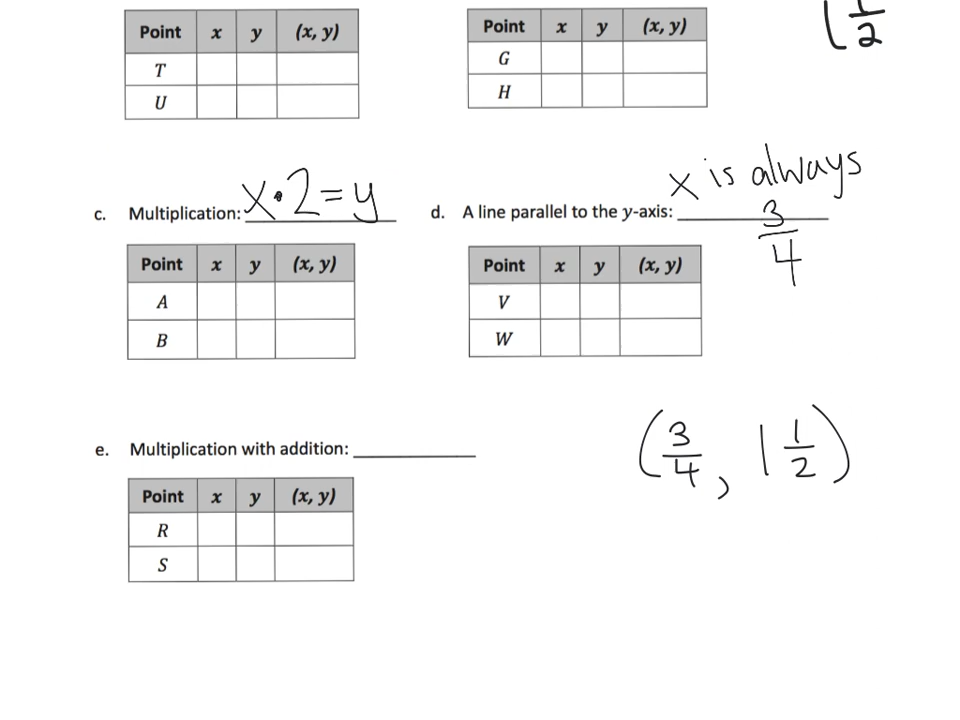 Point x y (x, y) Point x y (x, y) 1 1/2
T G
U H
c. Multiplication: x · 2 = y d. A line parallel to the y-axis: x is always 3/4
Point x y (x, y) Point x y (x, y)
A V
B W
e. Multiplication with addition: (3/4, 1 1/2)
Point x y (x, y)
R
S